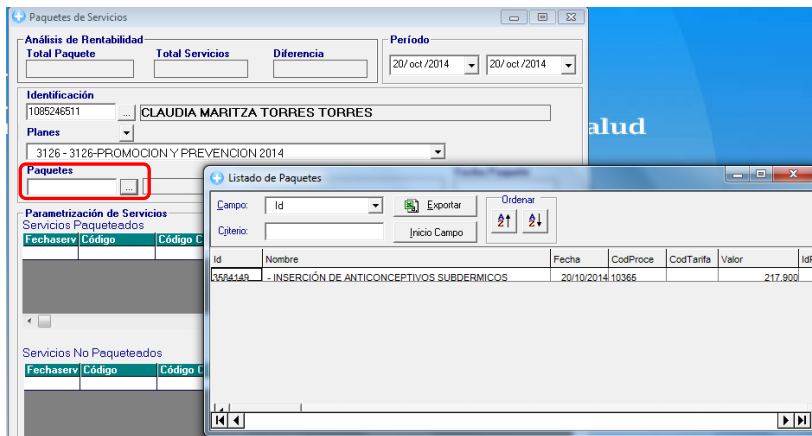 Paquetes de Servicios
Análisis de Rentabilidad
Total Paquete Total Servicios Diferencia
Período
20/ oct /2014 20/ oct /2014
Identificación
1085246511 ... CLAUDIA MARITZA TORRES TORRES
alud
Planes
3126 - 3126-PROMOCION Y PREVENCION 2014
Paquetes
...
Parametrización de Servicios
Servicios Paqueteados
Fechaserv Código Código C
Servicios No Paqueteados
Fechaserv Código Código C
Listado de Paquetes
Campo: Id Exportar Ordenar
Criterio: Inicio Campo
Id Nombre Fecha CodProce CodTarifa Valor
3584149 - INSERCIÓN DE ANTICONCEPTIVOS SUBDERMICOS 20/10/2014 10365 217.900